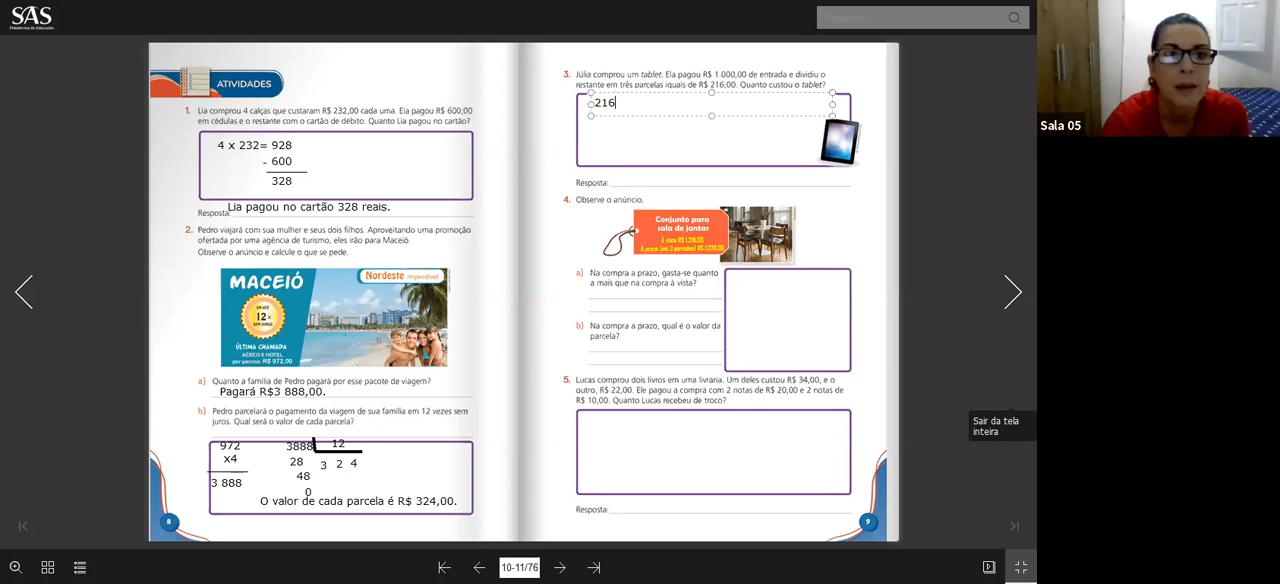 SAS
Plataforma de Educação
Sala 05
ATIVIDADES
1. Lia comprou 4 calças que custaram R$ 232,00 cada uma. Ela pagou R$ 600,00
em cédulas e o restante com o cartão de débito. Quanto Lia pagou no cartão?
4 x 232= 928
- 600
328
Lia pagou no cartão 328 reais.
Resposta:
2. Pedro viajará com sua mulher e seus dois filhos. Aproveitando uma promoção
ofertada por uma agência de turismo, eles irão para Maceió.
Observe o anúncio e calcule o que se pede.
MACEIÓ
Nordeste imperdível
EM ATÉ
12×
SEM JUROS
ÚLTIMA CHAMADA
AÉREO E HOTEL
por pessoa: R$ 972,00
a) Quanto a família de Pedro pagará por esse pacote de viagem?
Pagará R$3 888,00.
b) Pedro parcelará o pagamento da viagem de sua família em 12 vezes sem
juros. Qual será o valor de cada parcela?
972 3888 12
x4 28 3 2 4
3 888 48
0
O valor de cada parcela é R$ 324,00.
8
3. Júlia comprou um tablet. Ela pagou R$ 1.000,00 de entrada e dividiu o
restante em três parcelas iguais de R$ 216,00. Quanto custou o tablet?
216
Resposta:
4. Observe o anúncio.
Conjunto para
sala de jantar
a) Na compra a prazo, gasta-se quanto
a mais que na compra à vista?
b) Na compra a prazo, qual é o valor da
parcela?
5. Lucas comprou dois livros em uma livraria. Um deles custou R$ 34,00, e o
outro, R$ 22,00. Ele pagou a compra com 2 notas de R$ 20,00 e 2 notas de
R$ 10,00. Quanto Lucas recebeu de troco?
Resposta:
9
Sair da tela
inteira
10-11/76